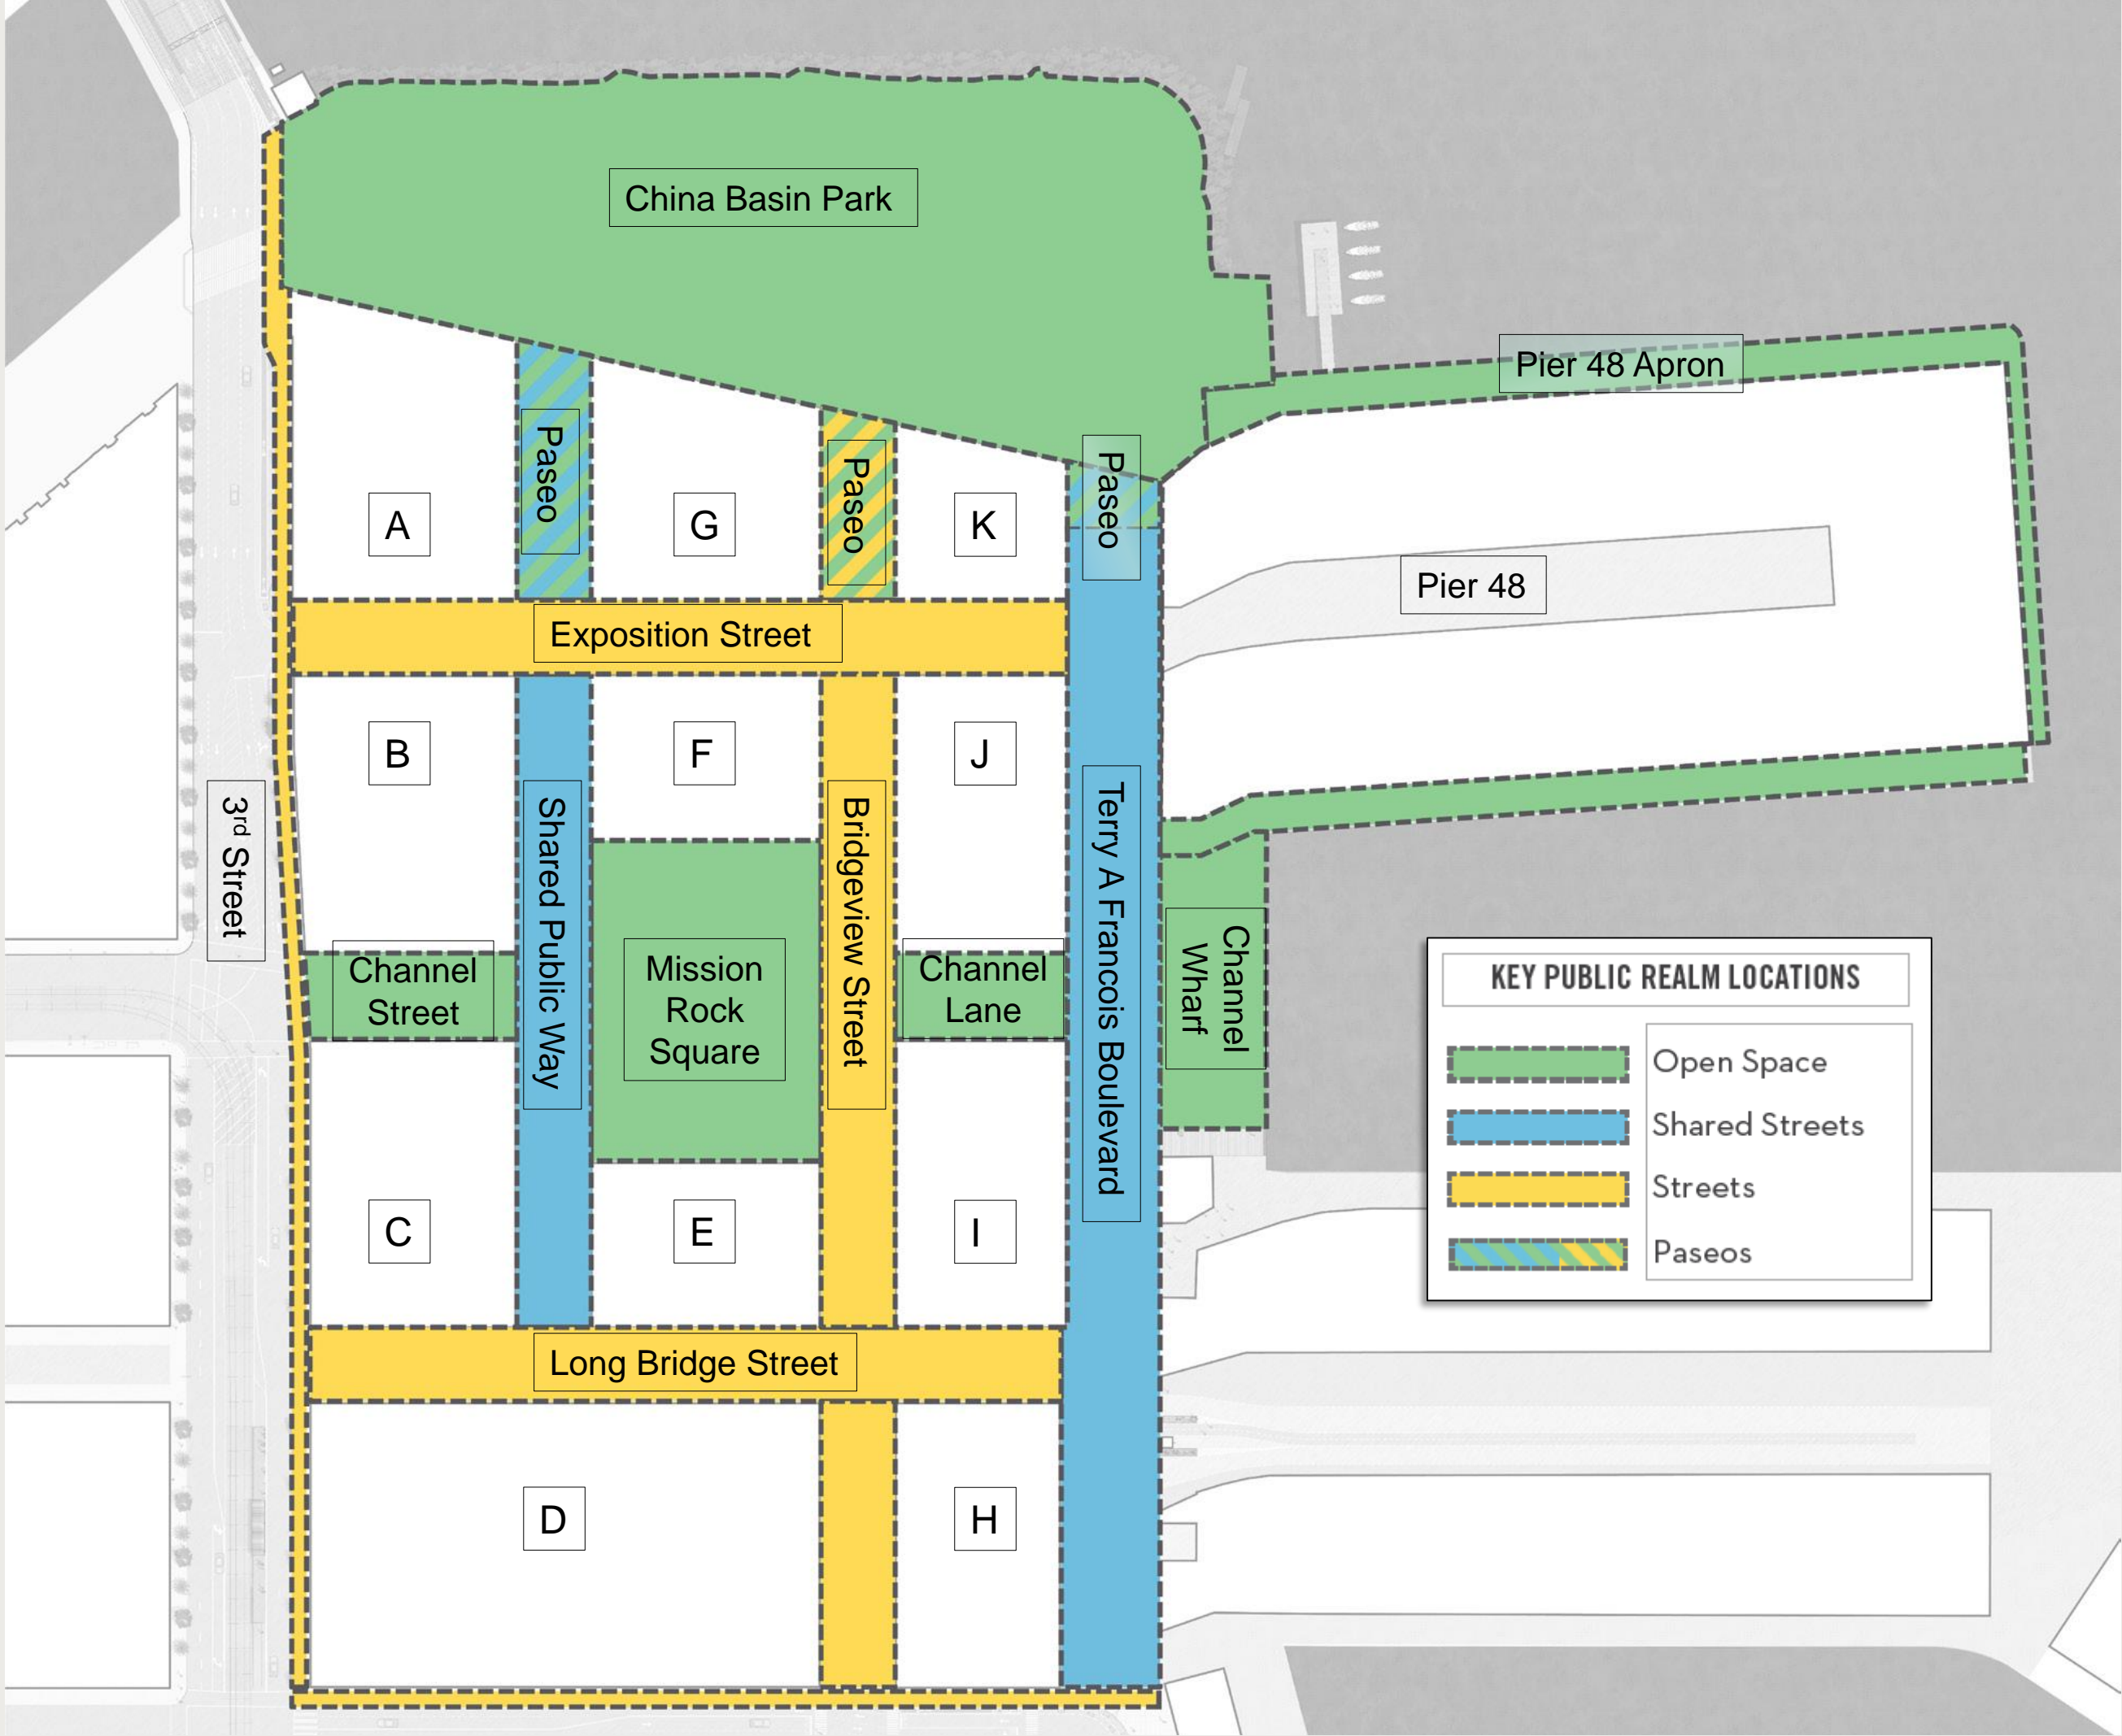 China Basin Park
Pier 48 Apron
Paseo
Paseo
Paseo
A
G
K
Pier 48
Exposition Street
B
F
J
3rd Street
Shared Public Way
Bridgeview Street
Terry A Francois Boulevard
Channel
Street
Mission
Rock
Square
Channel
Lane
Channel
Wharf
KEY PUBLIC REALM LOCATIONS
Open Space
Shared Streets
Streets
Paseos
C
E
I
Long Bridge Street
D
H